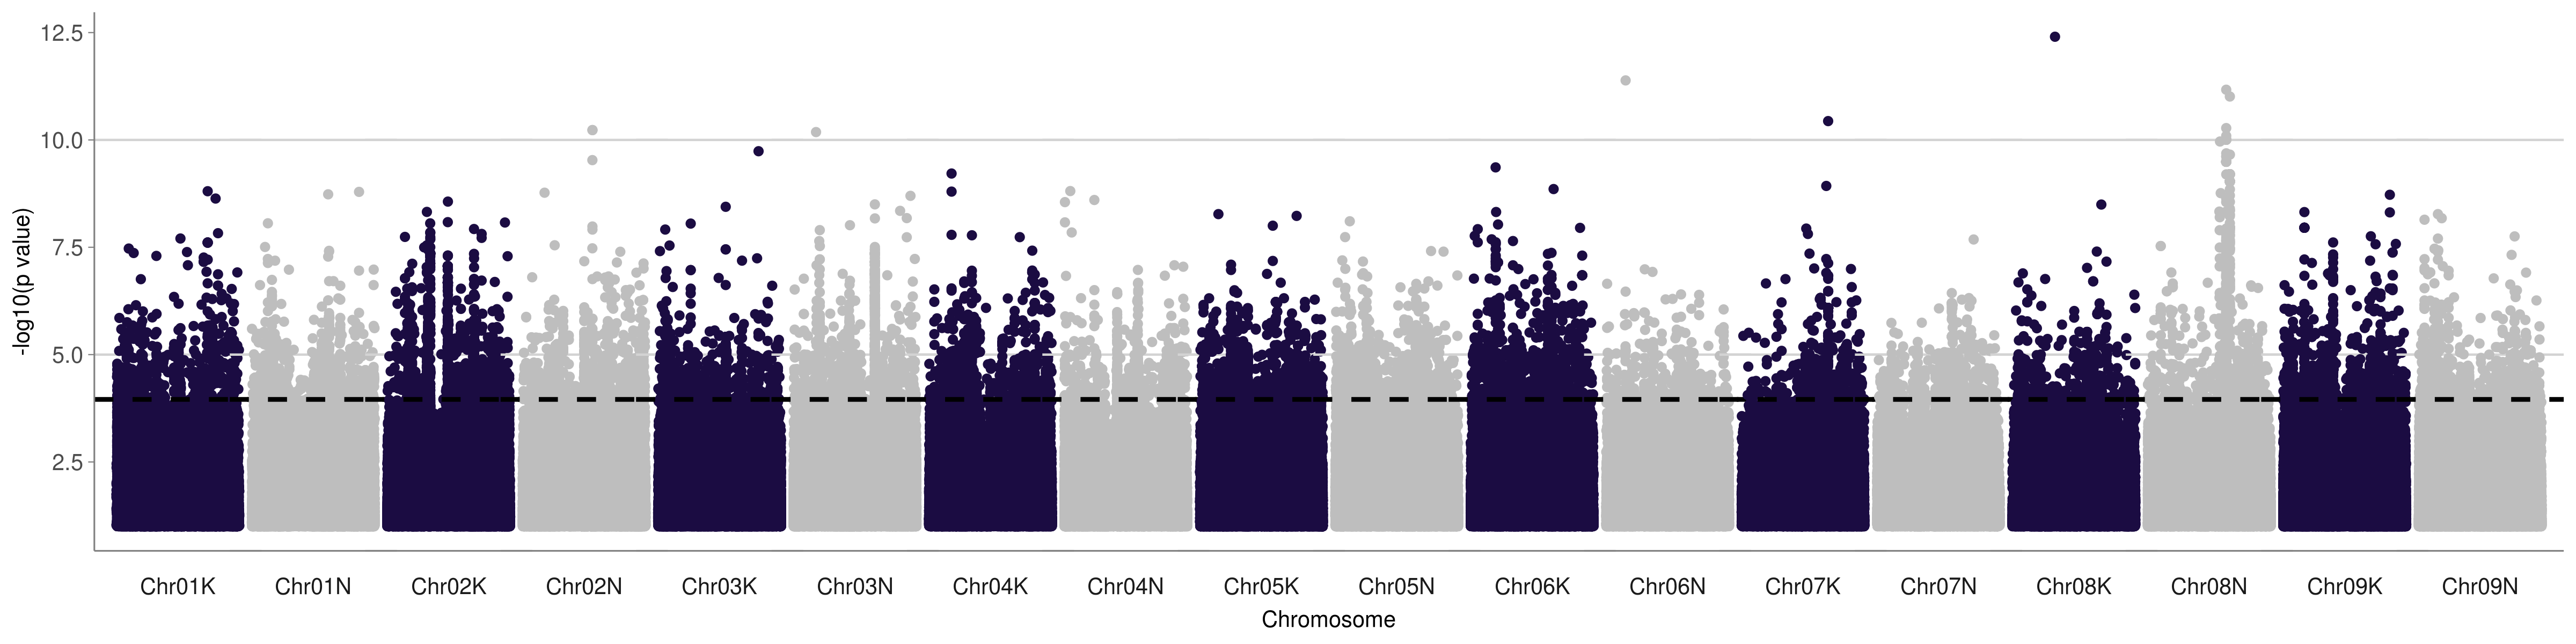 -log10(p value)
12.5
10.0
7.5
5.0
2.5
Chr01K Chr01N Chr02K Chr02N Chr03K Chr03N Chr04K Chr04N Chr05K Chr05N Chr06K Chr06N Chr07K Chr07N Chr08K Chr08N Chr09K Chr09N
Chromosome